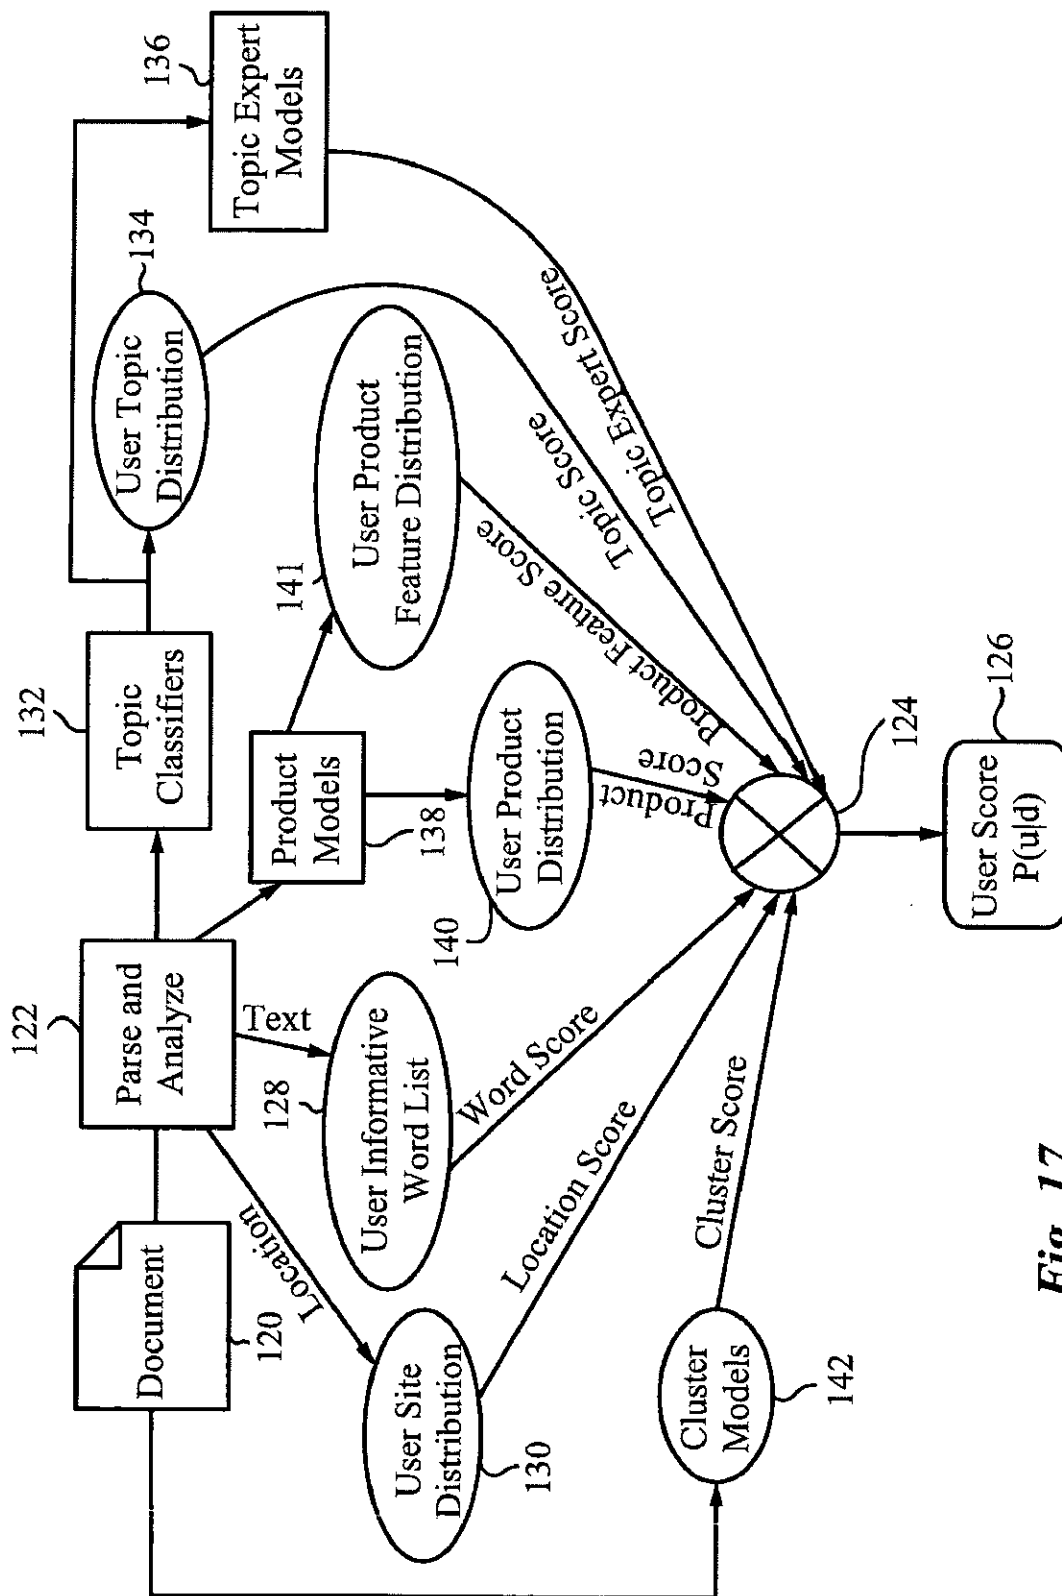 132
134
136
122
Topic
Classifiers
User Topic
Distribution
Topic Expert
Models
Document
Parse and
Analyze
120
Location
Text
128
Product
Models
138
141
User Product
Feature Distribution
User Site
Distribution
130
User Informative
Word List
140
User Product
Distribution
Cluster
Models
142
Cluster Score
Location Score
Word Score
Product
Score
Product Feature Score
Topic Score
Topic Expert Score
124
User Score
P(u|d)
126
Fig. 17